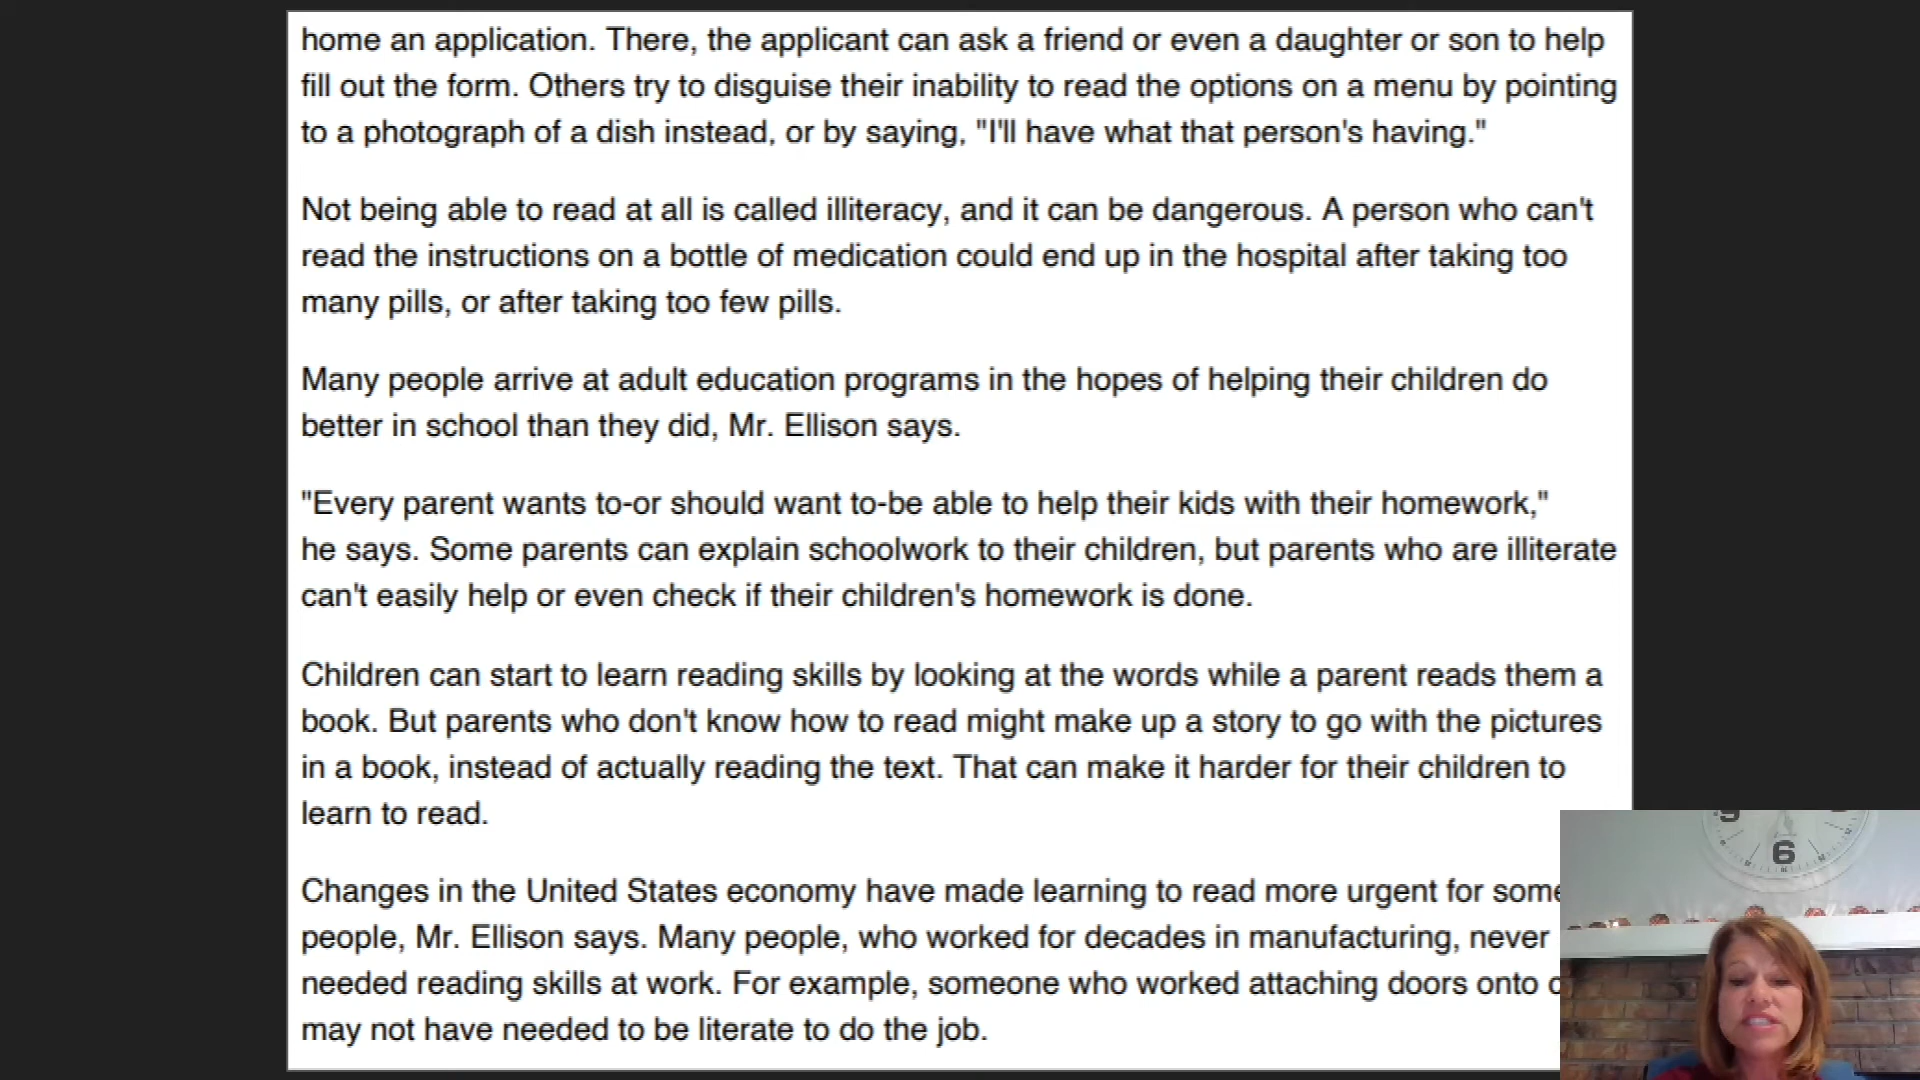 home an application. There, the applicant can ask a friend or even a daughter or son to help
fill out the form. Others try to disguise their inability to read the options on a menu by pointing
to a photograph of a dish instead, or by saying, "I'll have what that person's having."
Not being able to read at all is called illiteracy, and it can be dangerous. A person who can't
read the instructions on a bottle of medication could end up in the hospital after taking too
many pills, or after taking too few pills.
Many people arrive at adult education programs in the hopes of helping their children do
better in school than they did, Mr. Ellison says.
"Every parent wants to-or should want to-be able to help their kids with their homework,"
he says. Some parents can explain schoolwork to their children, but parents who are illiterate
can't easily help or even check if their children's homework is done.
Children can start to learn reading skills by looking at the words while a parent reads them a
book. But parents who don't know how to read might make up a story to go with the pictures
in a book, instead of actually reading the text. That can make it harder for their children to
learn to read.
Changes in the United States economy have made learning to read more urgent for some
people, Mr. Ellison says. Many people, who worked for decades in manufacturing, never
needed reading skills at work. For example, someone who worked attaching doors onto
may not have needed to be literate to do the job.
6